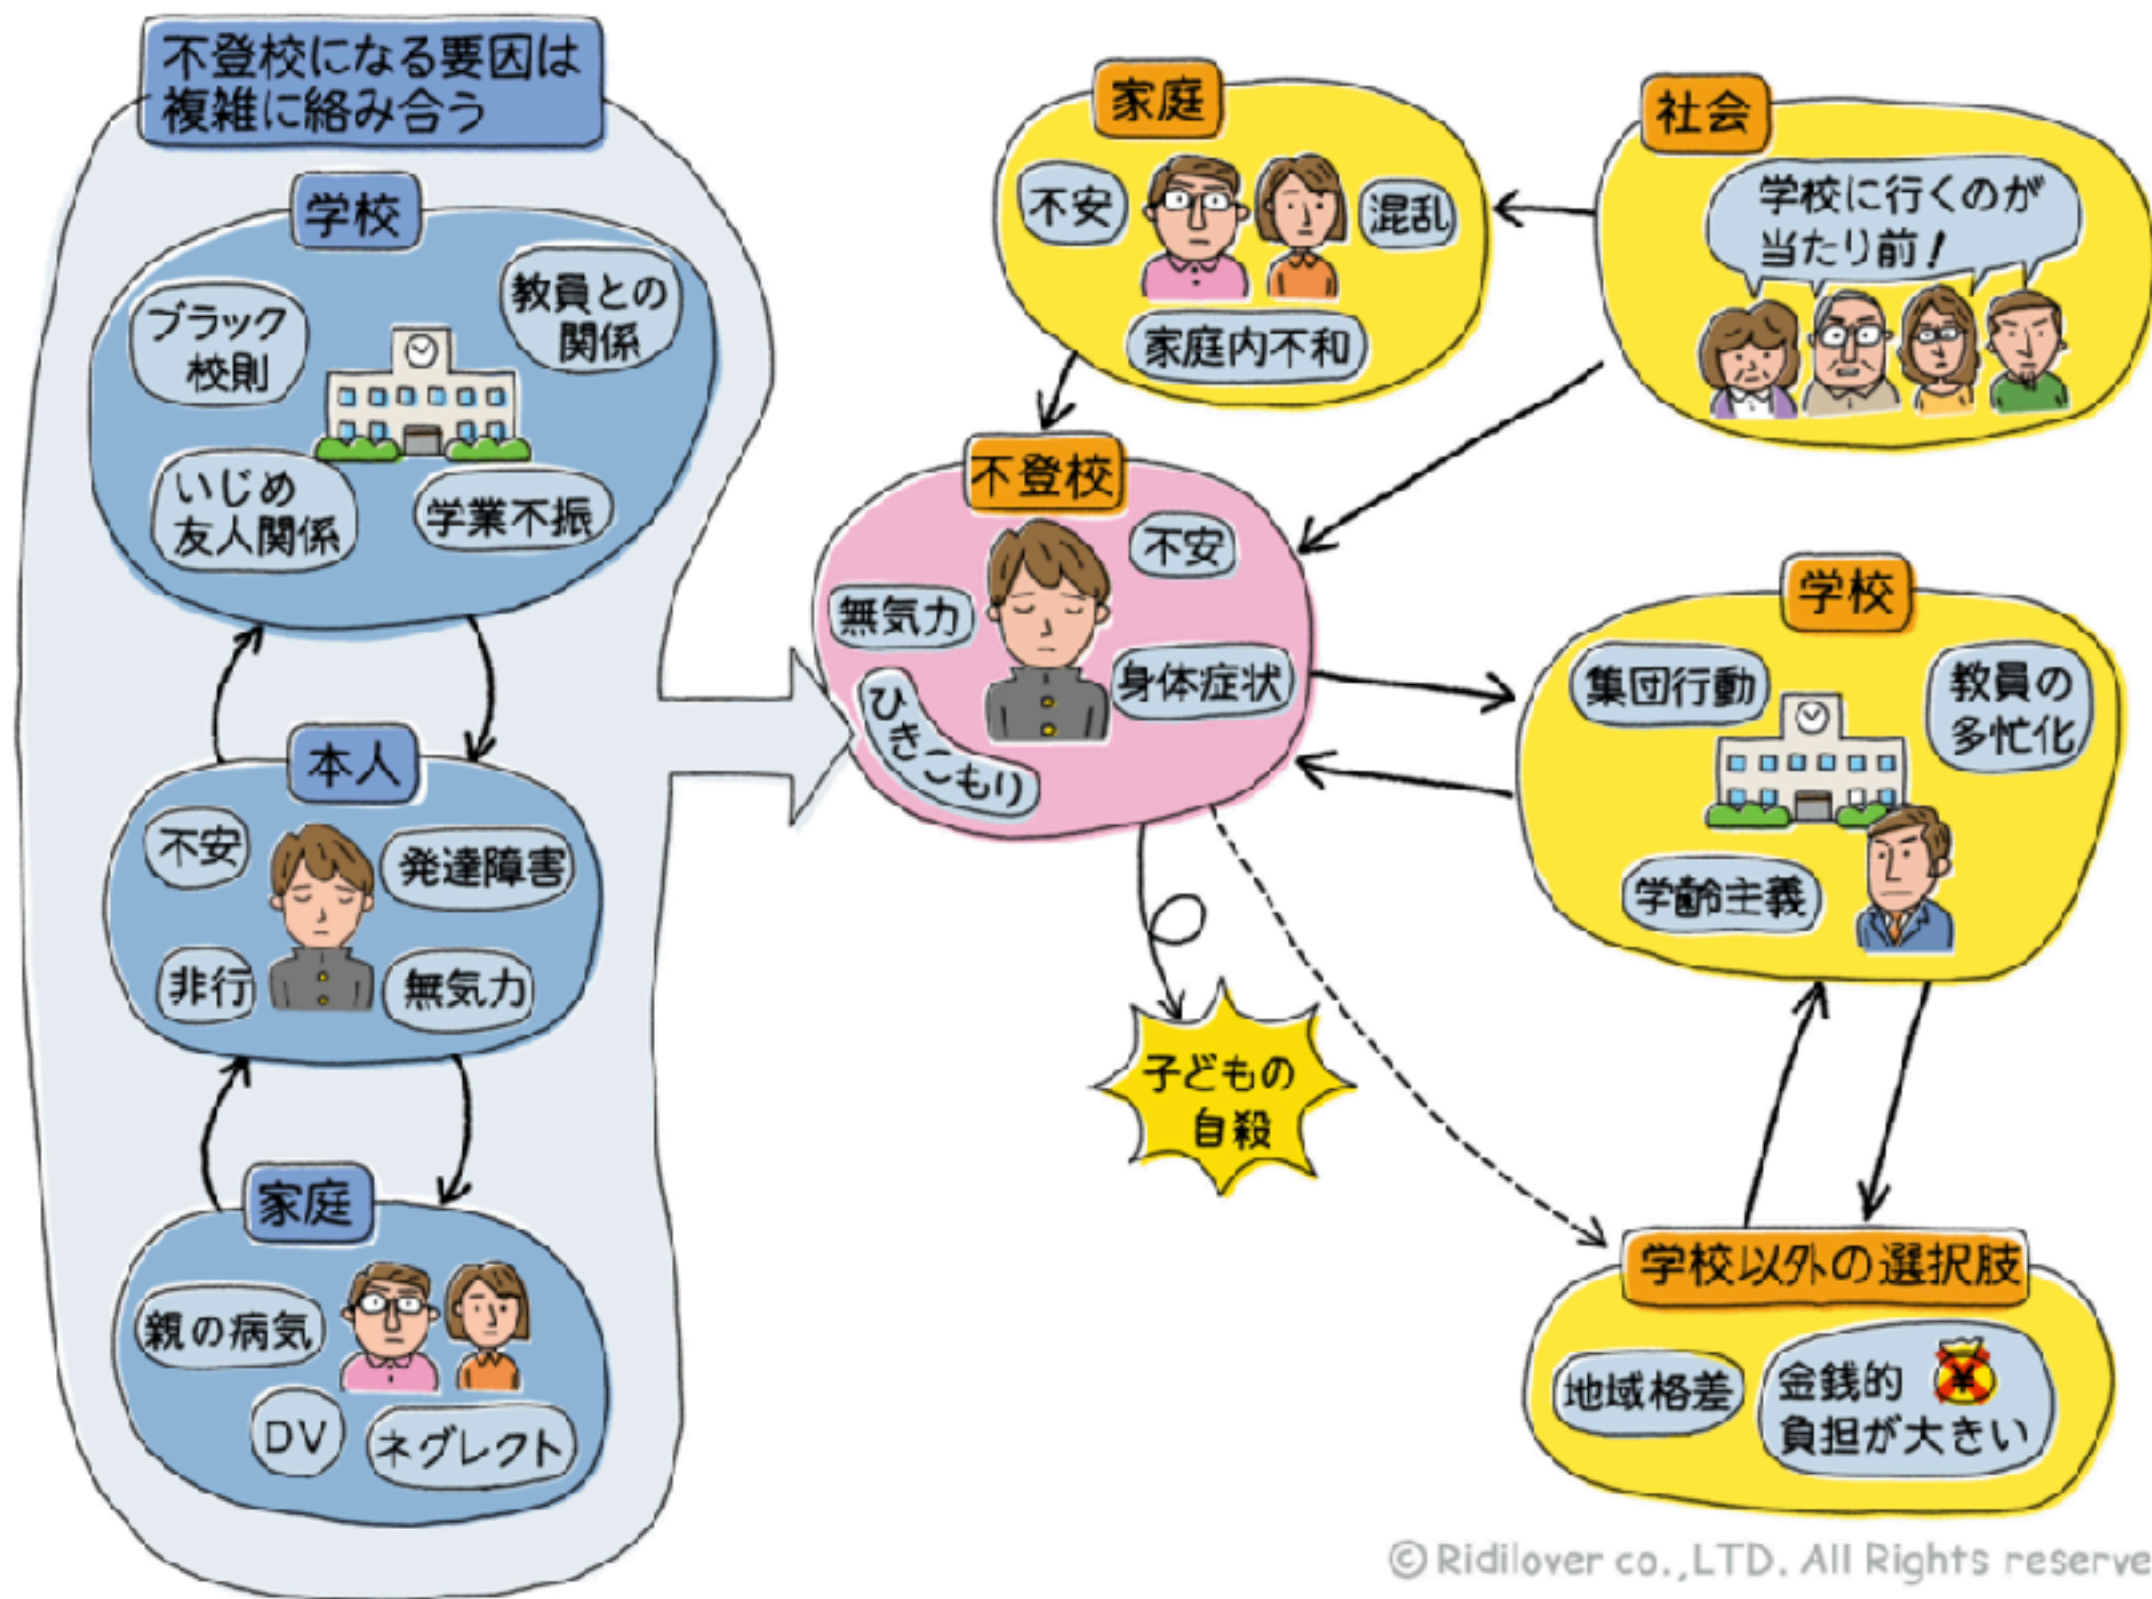 不登校になる要因は
複雑に絡み合う
学校
ブラック
校則
教員との
関係
いじめ
友人関係
学業不振
本人
不安
発達障害
非行
無気力
家庭
親の病気
DV
ネグレクト
家庭
不安
混乱
家庭内不和
社会
学校に行くのが
当たり前!
不登校
不安
無気力
身体症状
ひきこもり
学校
集団行動
教員の
多忙化
学齢主義
子どもの
自殺
学校以外の選択肢
地域格差
金銭的
¥
負担が大きい
©Ridilover co.,LTD. All Rights reserve